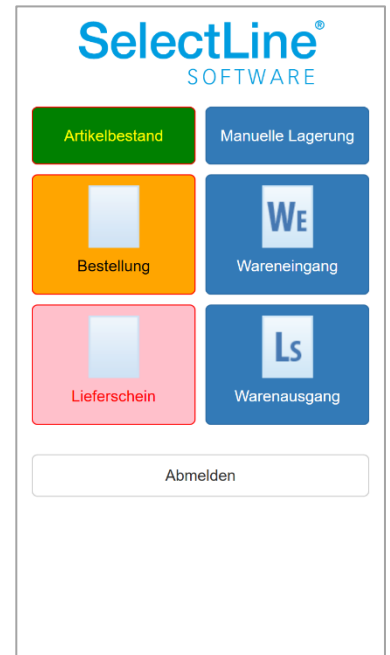 SelectLine®
SOFTWARE
Artikelbestand
Manuelle Lagerung
Bestellung
WE
Wareneingang
Lieferschein
LS
Warenausgang
Abmelden